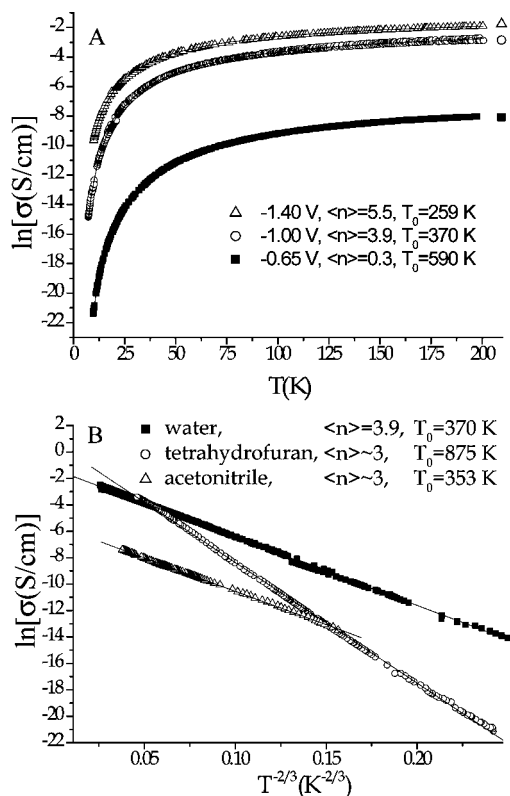 A
-2
-4
-6
-8
-10
-12
-14
-16
-18
-20
-22
ln[σ(S/cm)]
△ -1.40 V, <n>=5.5, T₀=259 K
○ -1.00 V, <n>=3.9, T₀=370 K
■ -0.65 V, <n>=0.3, T₀=590 K
0 25 50 75 100 125 150 175 200
T(K)
B
2
0
-2
-4
-6
-8
-10
-12
-14
-16
-18
-20
-22
ln[σ(S/cm)]
■ water, <n>=3.9, T₀=370 K
○ tetrahydrofuran, <n>~3, T₀=875 K
△ acetonitrile, <n>~3, T₀=353 K
0.05 0.10 0.15 0.20
T⁻²/³(K⁻²/³)